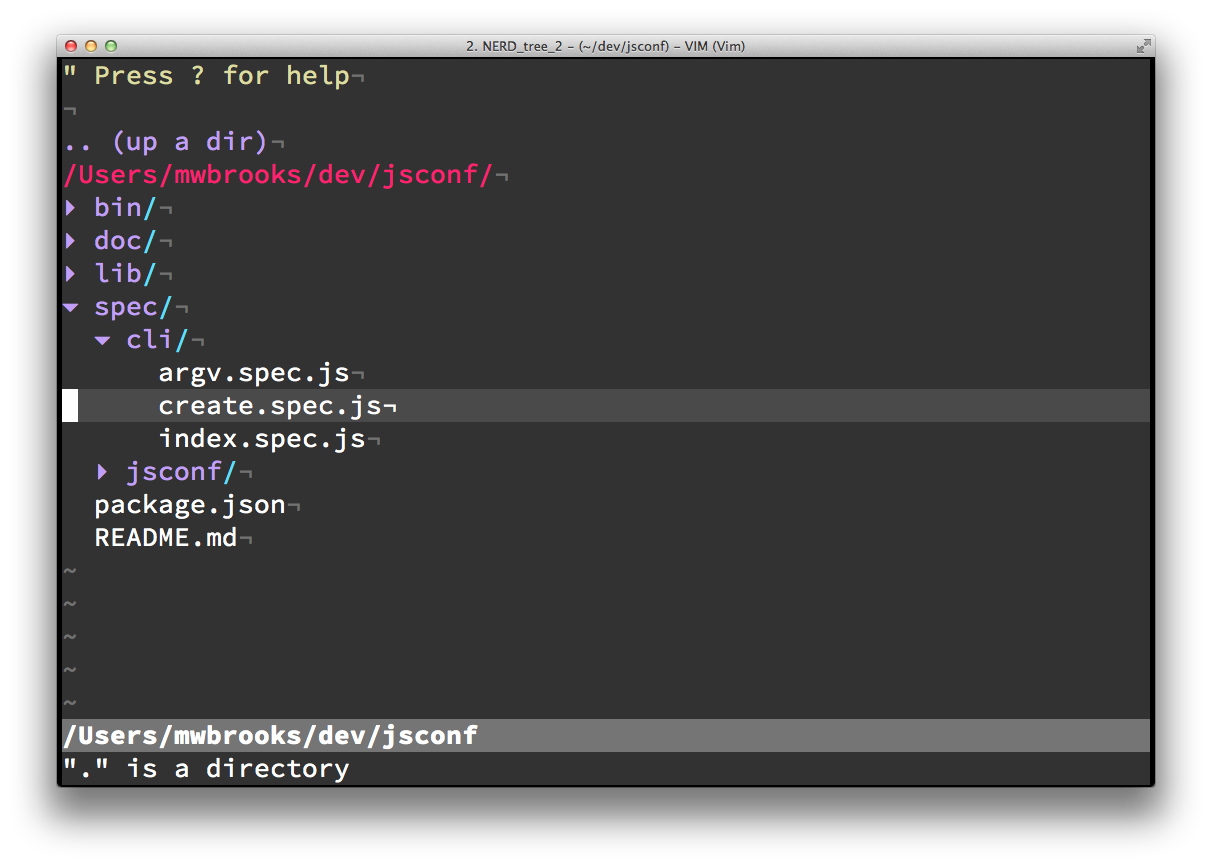 2. NERD_tree_2 – (~/dev/jsconf) – VIM (Vim)
" Press ? for help¬
¬
.. (up a dir)¬
/Users/mwbrooks/dev/jsconf/¬
▸ bin/¬
▸ doc/¬
▸ lib/¬
▾ spec/¬
  ▾ cli/¬
      argv.spec.js¬
      create.spec.js¬
      index.spec.js¬
  ▸ jsconf/¬
  package.json¬
  README.md¬
~
~
~
~
~
/Users/mwbrooks/dev/jsconf
"." is a directory